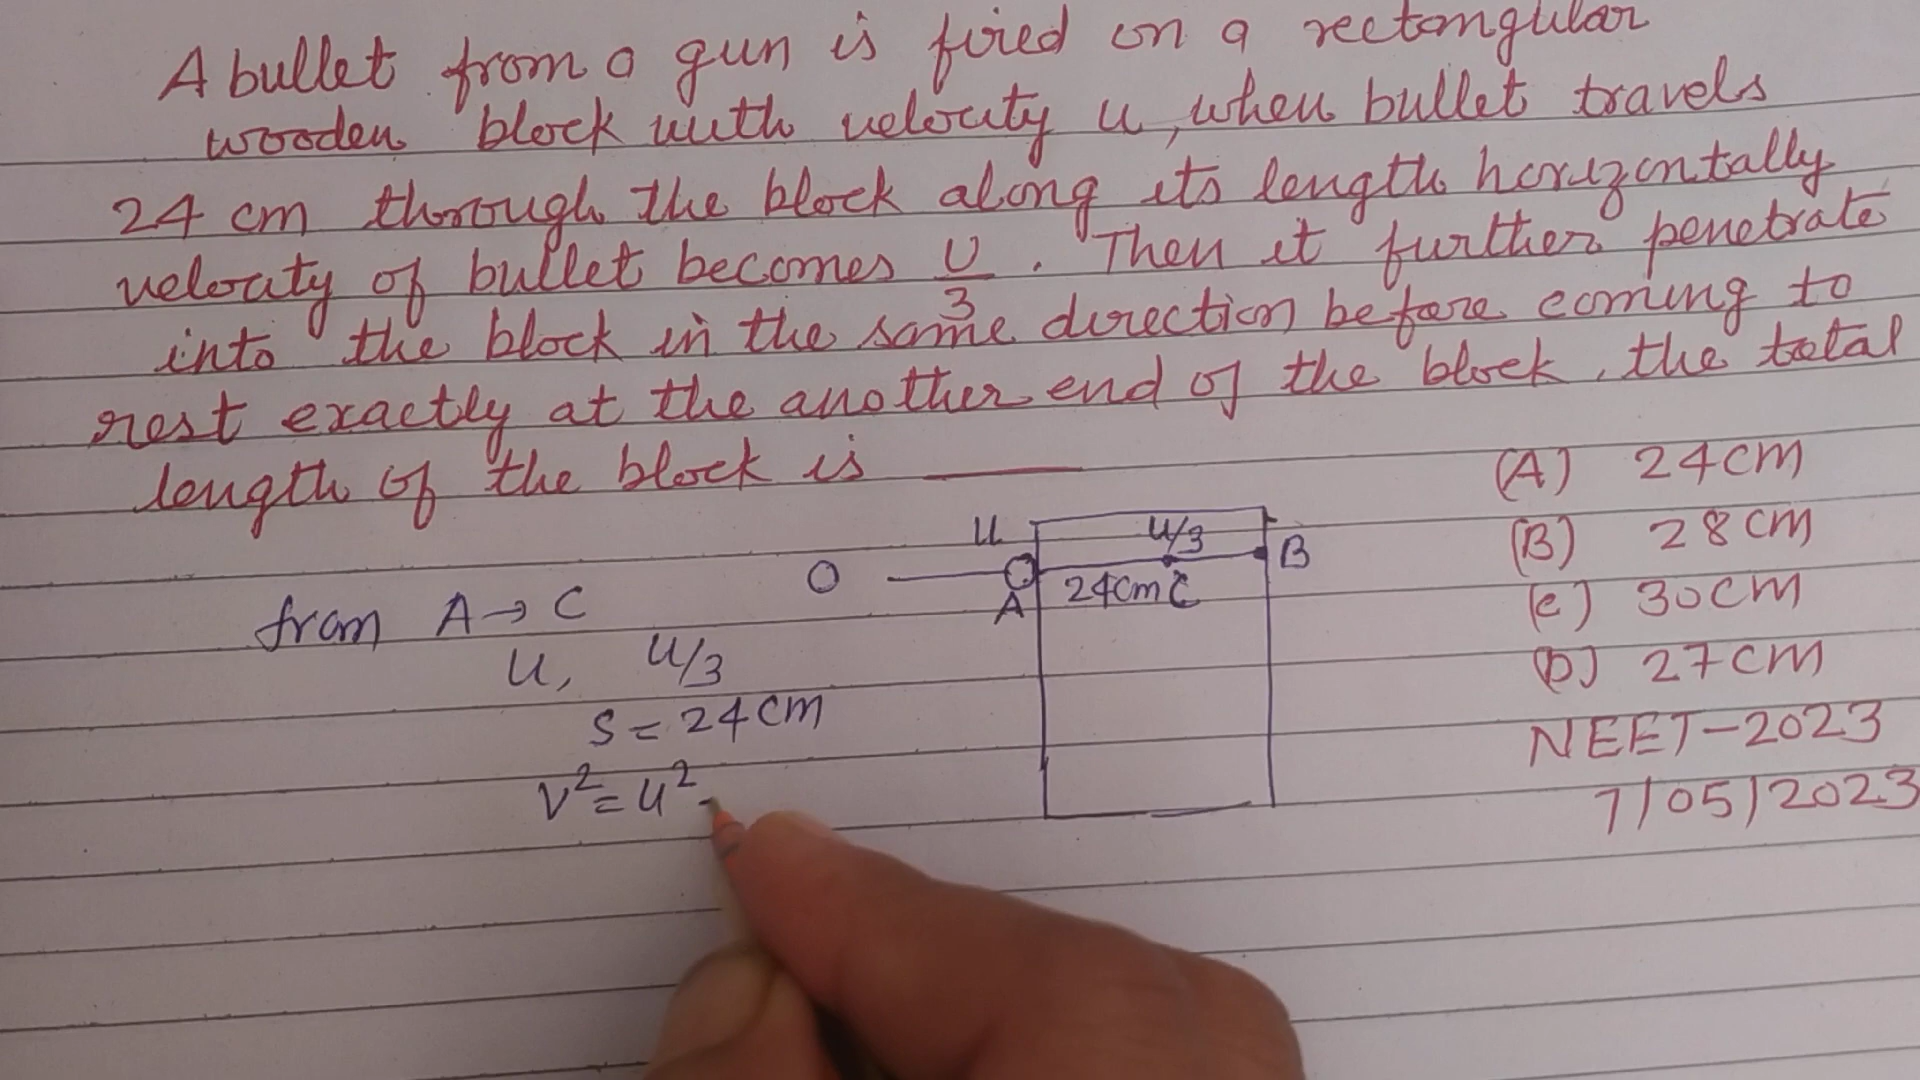 A bullet from a gun is fired on a rectangular
wooden block with velocity u, when bullet travels
24 cm through the block along its length horizontally
velocity of bullet becomes U/3. Then it further penetrate
into the block in the same direction before coming to
rest exactly at the another end of the block, the total
length of the block is ____
(A) 24cm
(B) 28cm
(C) 30cm
(D) 27cm
NEET-2023
7/05/2023
u u/3
O A 24cm C B
from A → C
u, u/3
S = 24cm
v² = u² -